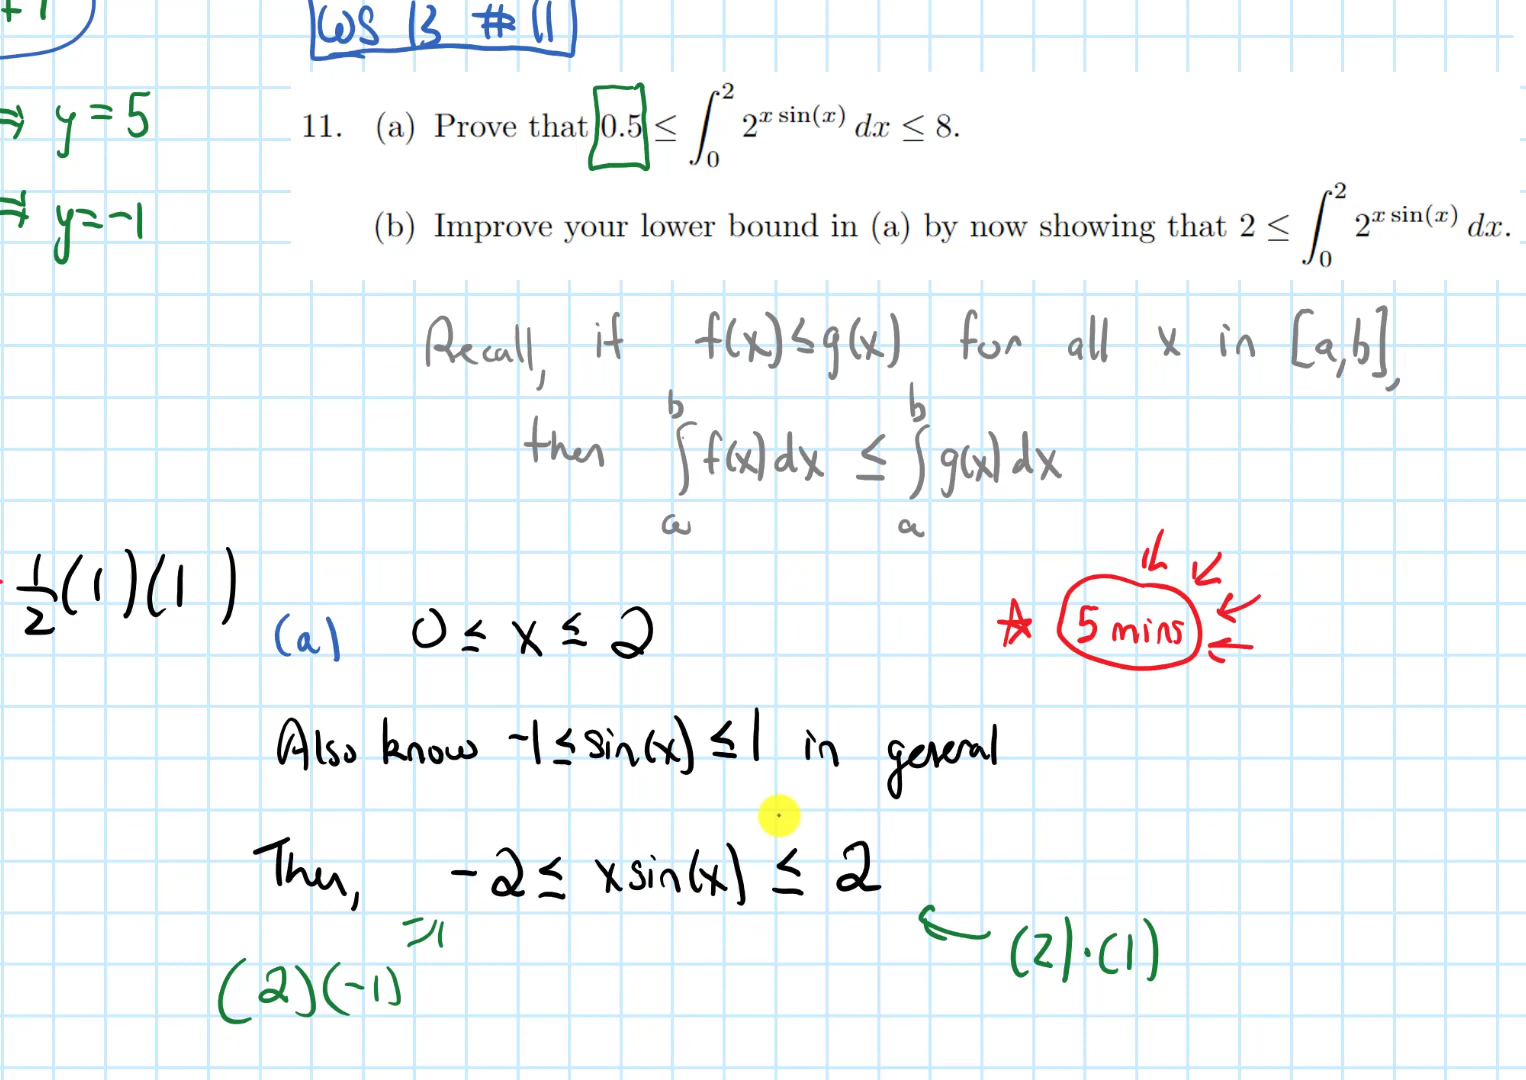 + 1
WS 13 # 11
⇒ y = 5
11. (a) Prove that 0.5 ≤ ∫₀² 2^{x sin(x)} dx ≤ 8.
⇒ y = -1
(b) Improve your lower bound in (a) by now showing that 2 ≤ ∫₀² 2^{x sin(x)} dx.
Recall, if f(x) ≤ g(x) for all x in [a,b],
then ∫ₐᵇ f(x) dx ≤ ∫ₐᵇ g(x) dx
½(1)(1)
(a) 0 ≤ x ≤ 2
☆ 5 mins
Also know -1 ≤ sin(x) ≤ 1 in general
Then, -2 ≤ x sin(x) ≤ 2
(2)(-1)
(2)·(1)